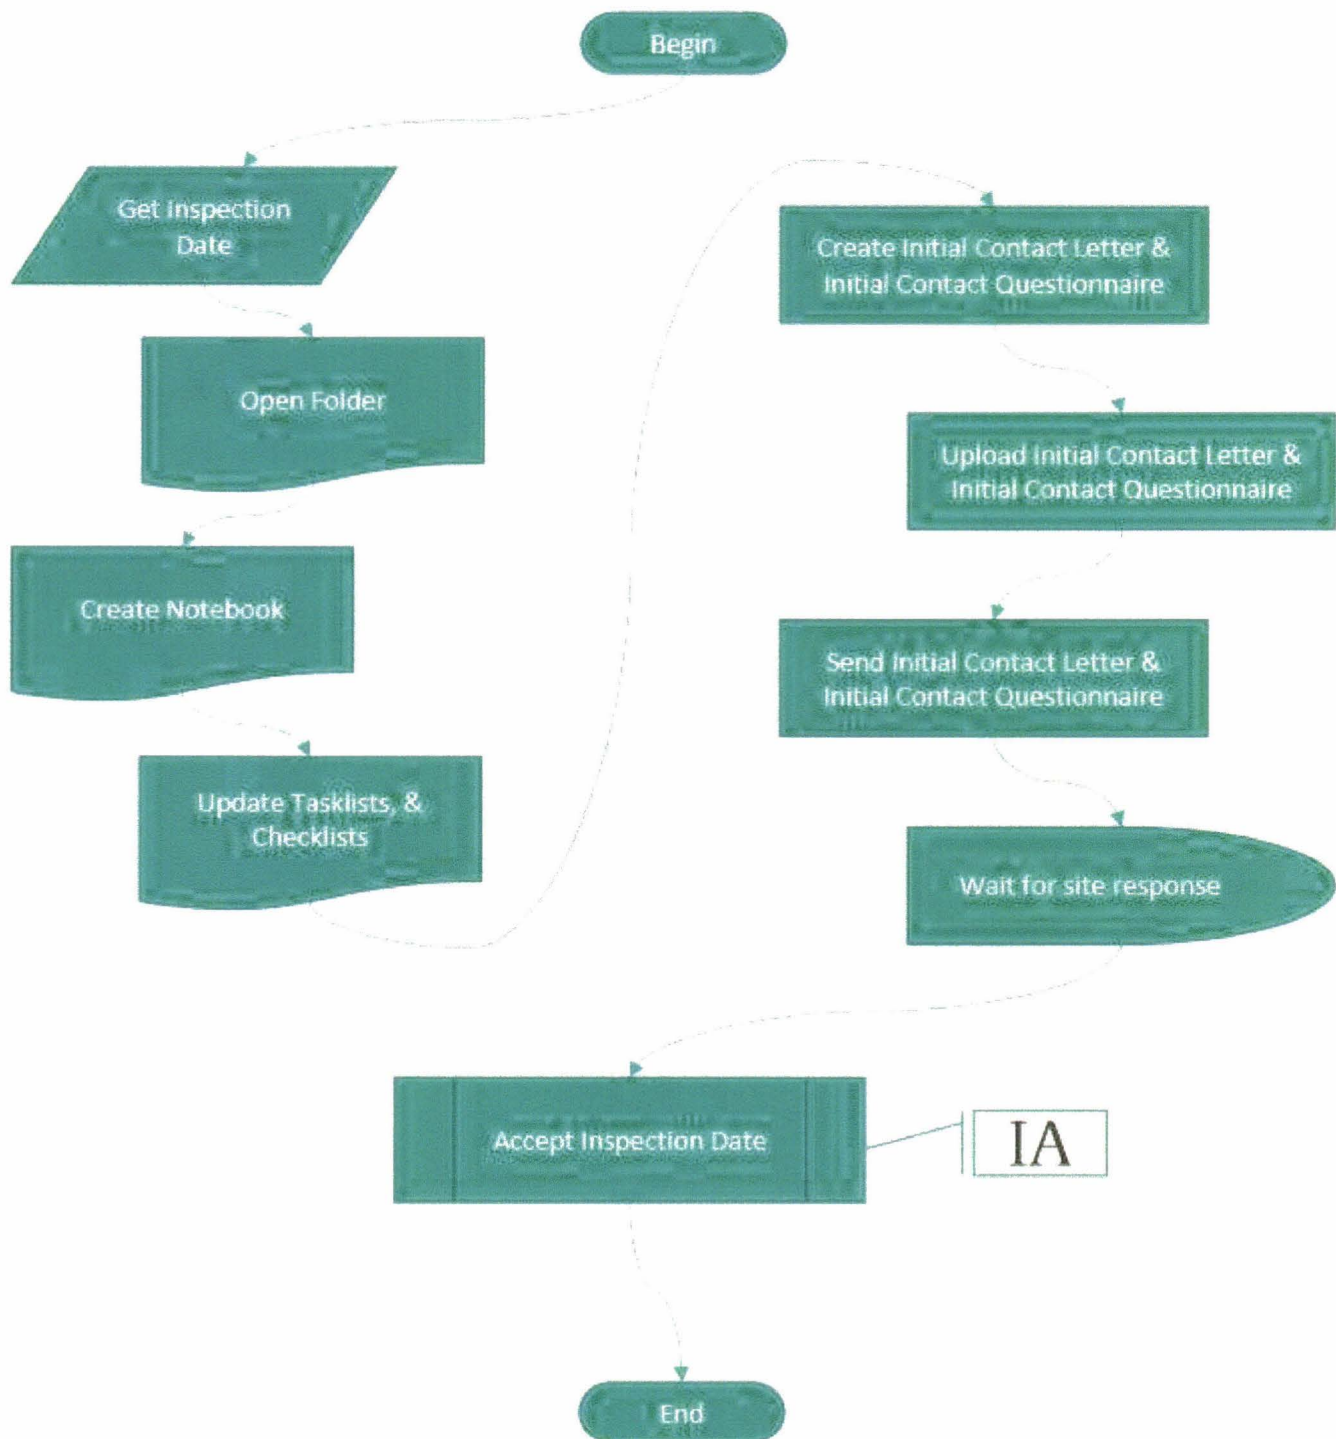 Begin
Get Inspection
Date
Open Folder
Create Notebook
Update Tasklists, &
Checklists
Create Initial Contact Letter &
Initial Contact Questionnaire
Upload Initial Contact Letter &
Initial Contact Questionnaire
Send Initial Contact Letter &
Initial Contact Questionnaire
Wait for site response
Accept Inspection Date
IA
End